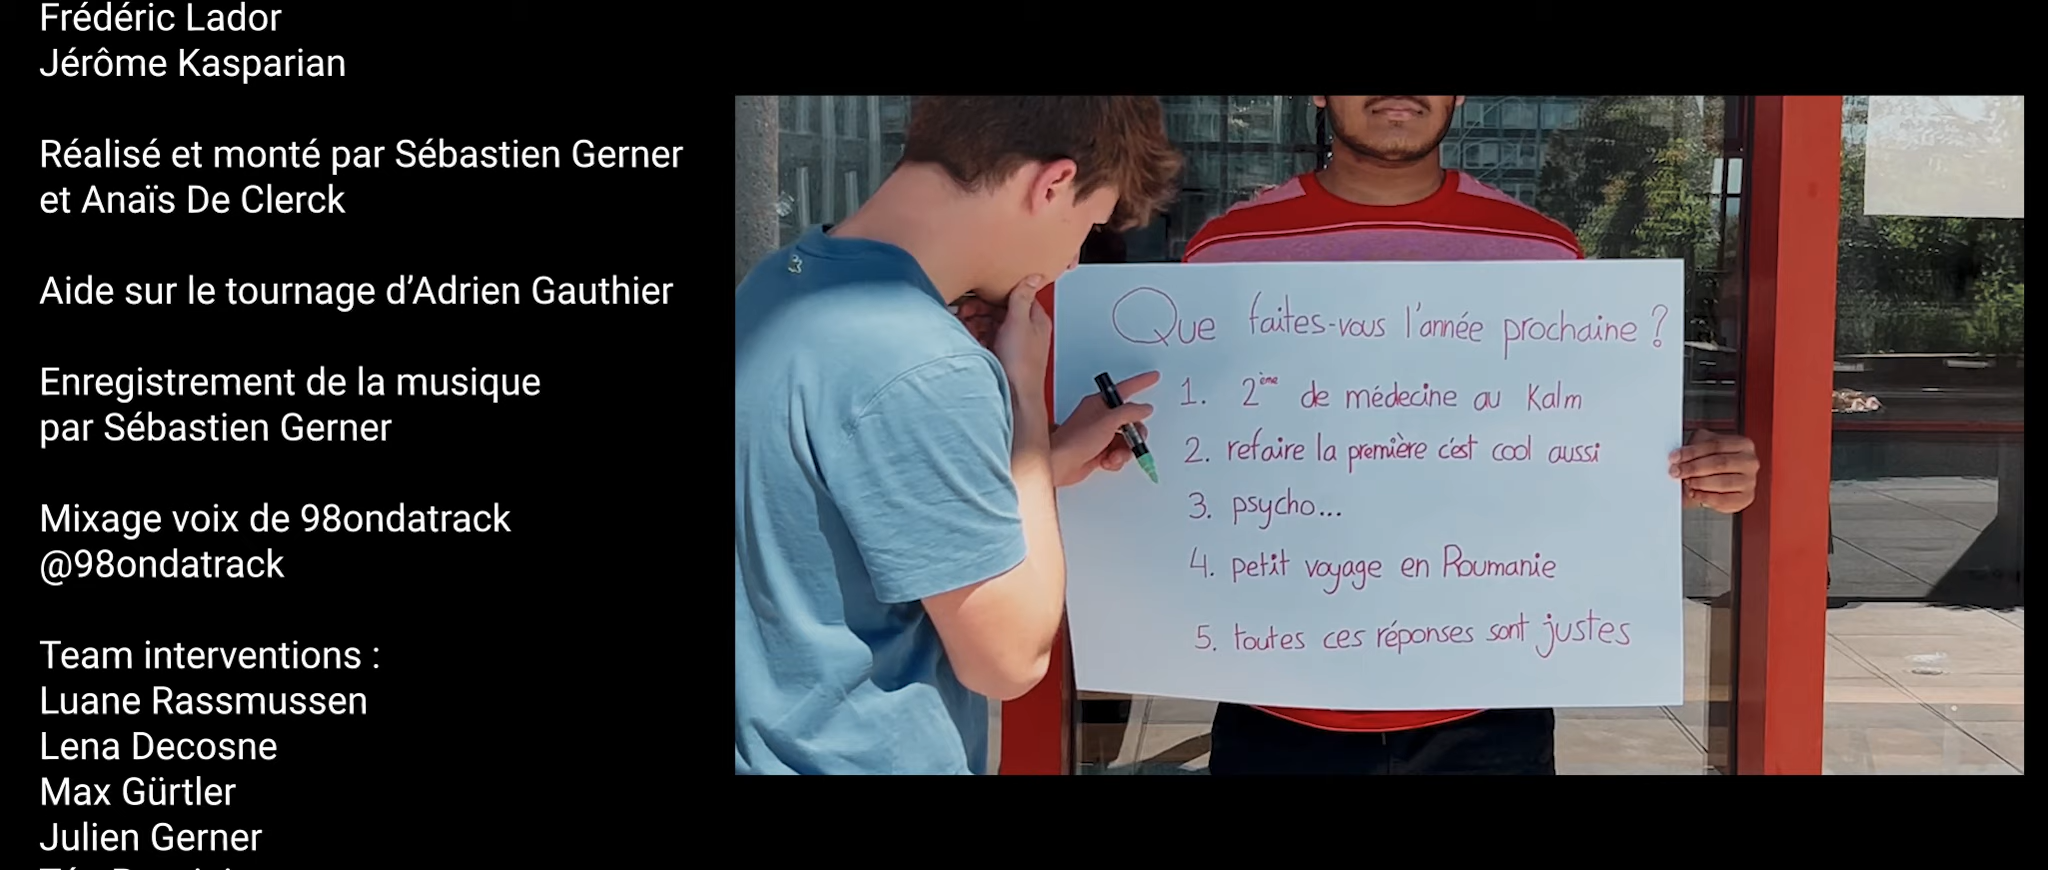 Frédéric Lador
Jérôme Kasparian
Réalisé et monté par Sébastien Gerner
et Anaïs De Clerck
Aide sur le tournage d’Adrien Gauthier
Enregistrement de la musique
par Sébastien Gerner
Mixage voix de 98ondatrack
@98ondatrack
Team interventions :
Luane Rassmussen
Lena Decosne
Max Gürtler
Julien Gerner
Que faites-vous l'année prochaine ?
1. 2ème de médecine au Kalm
2. refaire la première c'est cool aussi
3. psycho...
4. petit voyage en Roumanie
5. toutes ces réponses sont justes